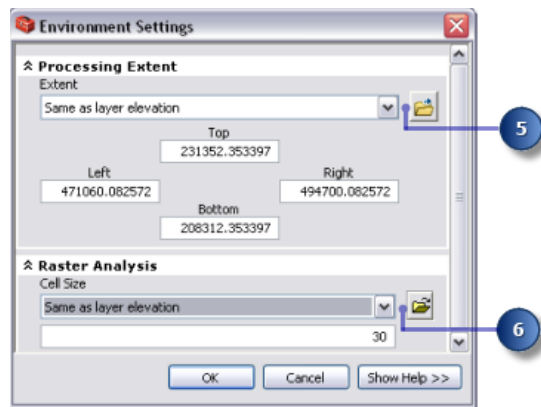 Environment Settings
Processing Extent
Extent
Same as layer elevation
5
Top
231352.353397
Left
Right
471060.082572
494700.082572
Bottom
208312.353397
Raster Analysis
Cell Size
Same as layer elevation
6
30
OK
Cancel
Show Help >>